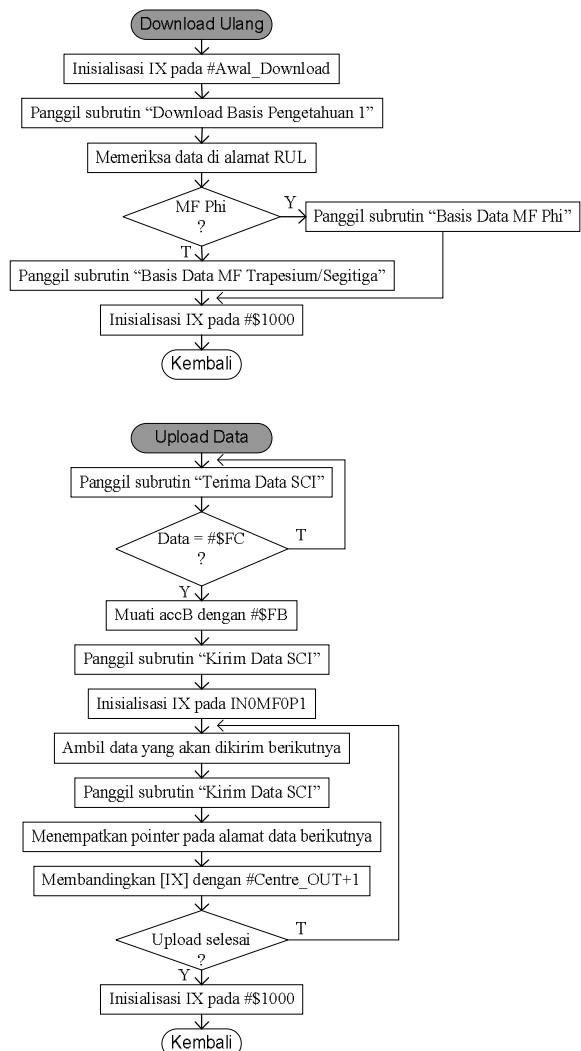 Download Ulang
Inisialisasi IX pada #Awal_Download
Panggil subrutin “Download Basis Pengetahuan 1”
Memeriksa data di alamat RUL
MF Phi
?
Y
Panggil subrutin “Basis Data MF Phi”
T
Panggil subrutin “Basis Data MF Trapesium/Segitiga”
Inisialisasi IX pada #$1000
Kembali
Upload Data
Panggil subrutin “Terima Data SCI”
Data = #$FC
?
T
Y
Muati accB dengan #$FB
Panggil subrutin “Kirim Data SCI”
Inisialisasi IX pada IN0MF0P1
Ambil data yang akan dikirim berikutnya
Panggil subrutin “Kirim Data SCI”
Menempatkan pointer pada alamat data berikutnya
Membandingkan [IX] dengan #Centre_OUT+1
Upload selesai
?
T
Y
Inisialisasi IX pada #$1000
Kembali